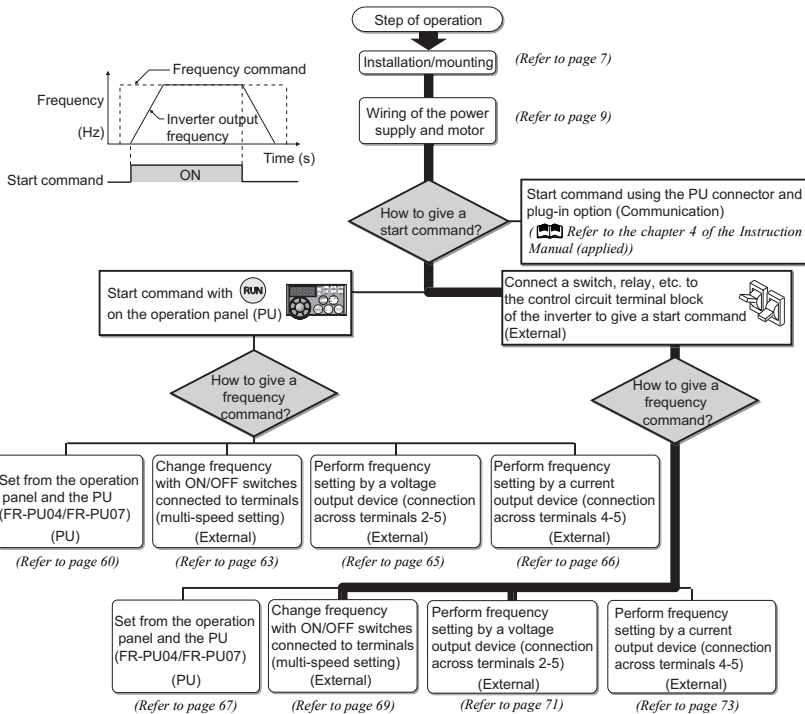 Step of operation
Installation/mounting
(Refer to page 7)
Wiring of the power
supply and motor
(Refer to page 9)
Frequency command
Frequency
(Hz)
Inverter output
frequency
Time (s)
Start command
ON
How to give a
start command?
Start command using the PU connector and
plug-in option (Communication)
( Refer to the chapter 4 of the Instruction
Manual (applied))
Start command with RUN
on the operation panel (PU)
Connect a switch, relay, etc. to
the control circuit terminal block
of the inverter to give a start command
(External)
How to give a
frequency
command?
How to give a
frequency
command?
Set from the operation
panel and the PU
(FR-PU04/FR-PU07)
(PU)
(Refer to page 60)
Change frequency
with ON/OFF switches
connected to terminals
(multi-speed setting)
(External)
(Refer to page 63)
Perform frequency
setting by a voltage
output device (connection
across terminals 2-5)
(External)
(Refer to page 65)
Perform frequency
setting by a current
output device (connection
across terminals 4-5)
(External)
(Refer to page 66)
Set from the operation
panel and the PU
(FR-PU04/FR-PU07)
(PU)
(Refer to page 67)
Change frequency
with ON/OFF switches
connected to terminals
(multi-speed setting)
(External)
(Refer to page 69)
Perform frequency
setting by a voltage
output device (connection
across terminals 2-5)
(External)
(Refer to page 71)
Perform frequency
setting by a current
output device (connection
across terminals 4-5)
(External)
(Refer to page 73)